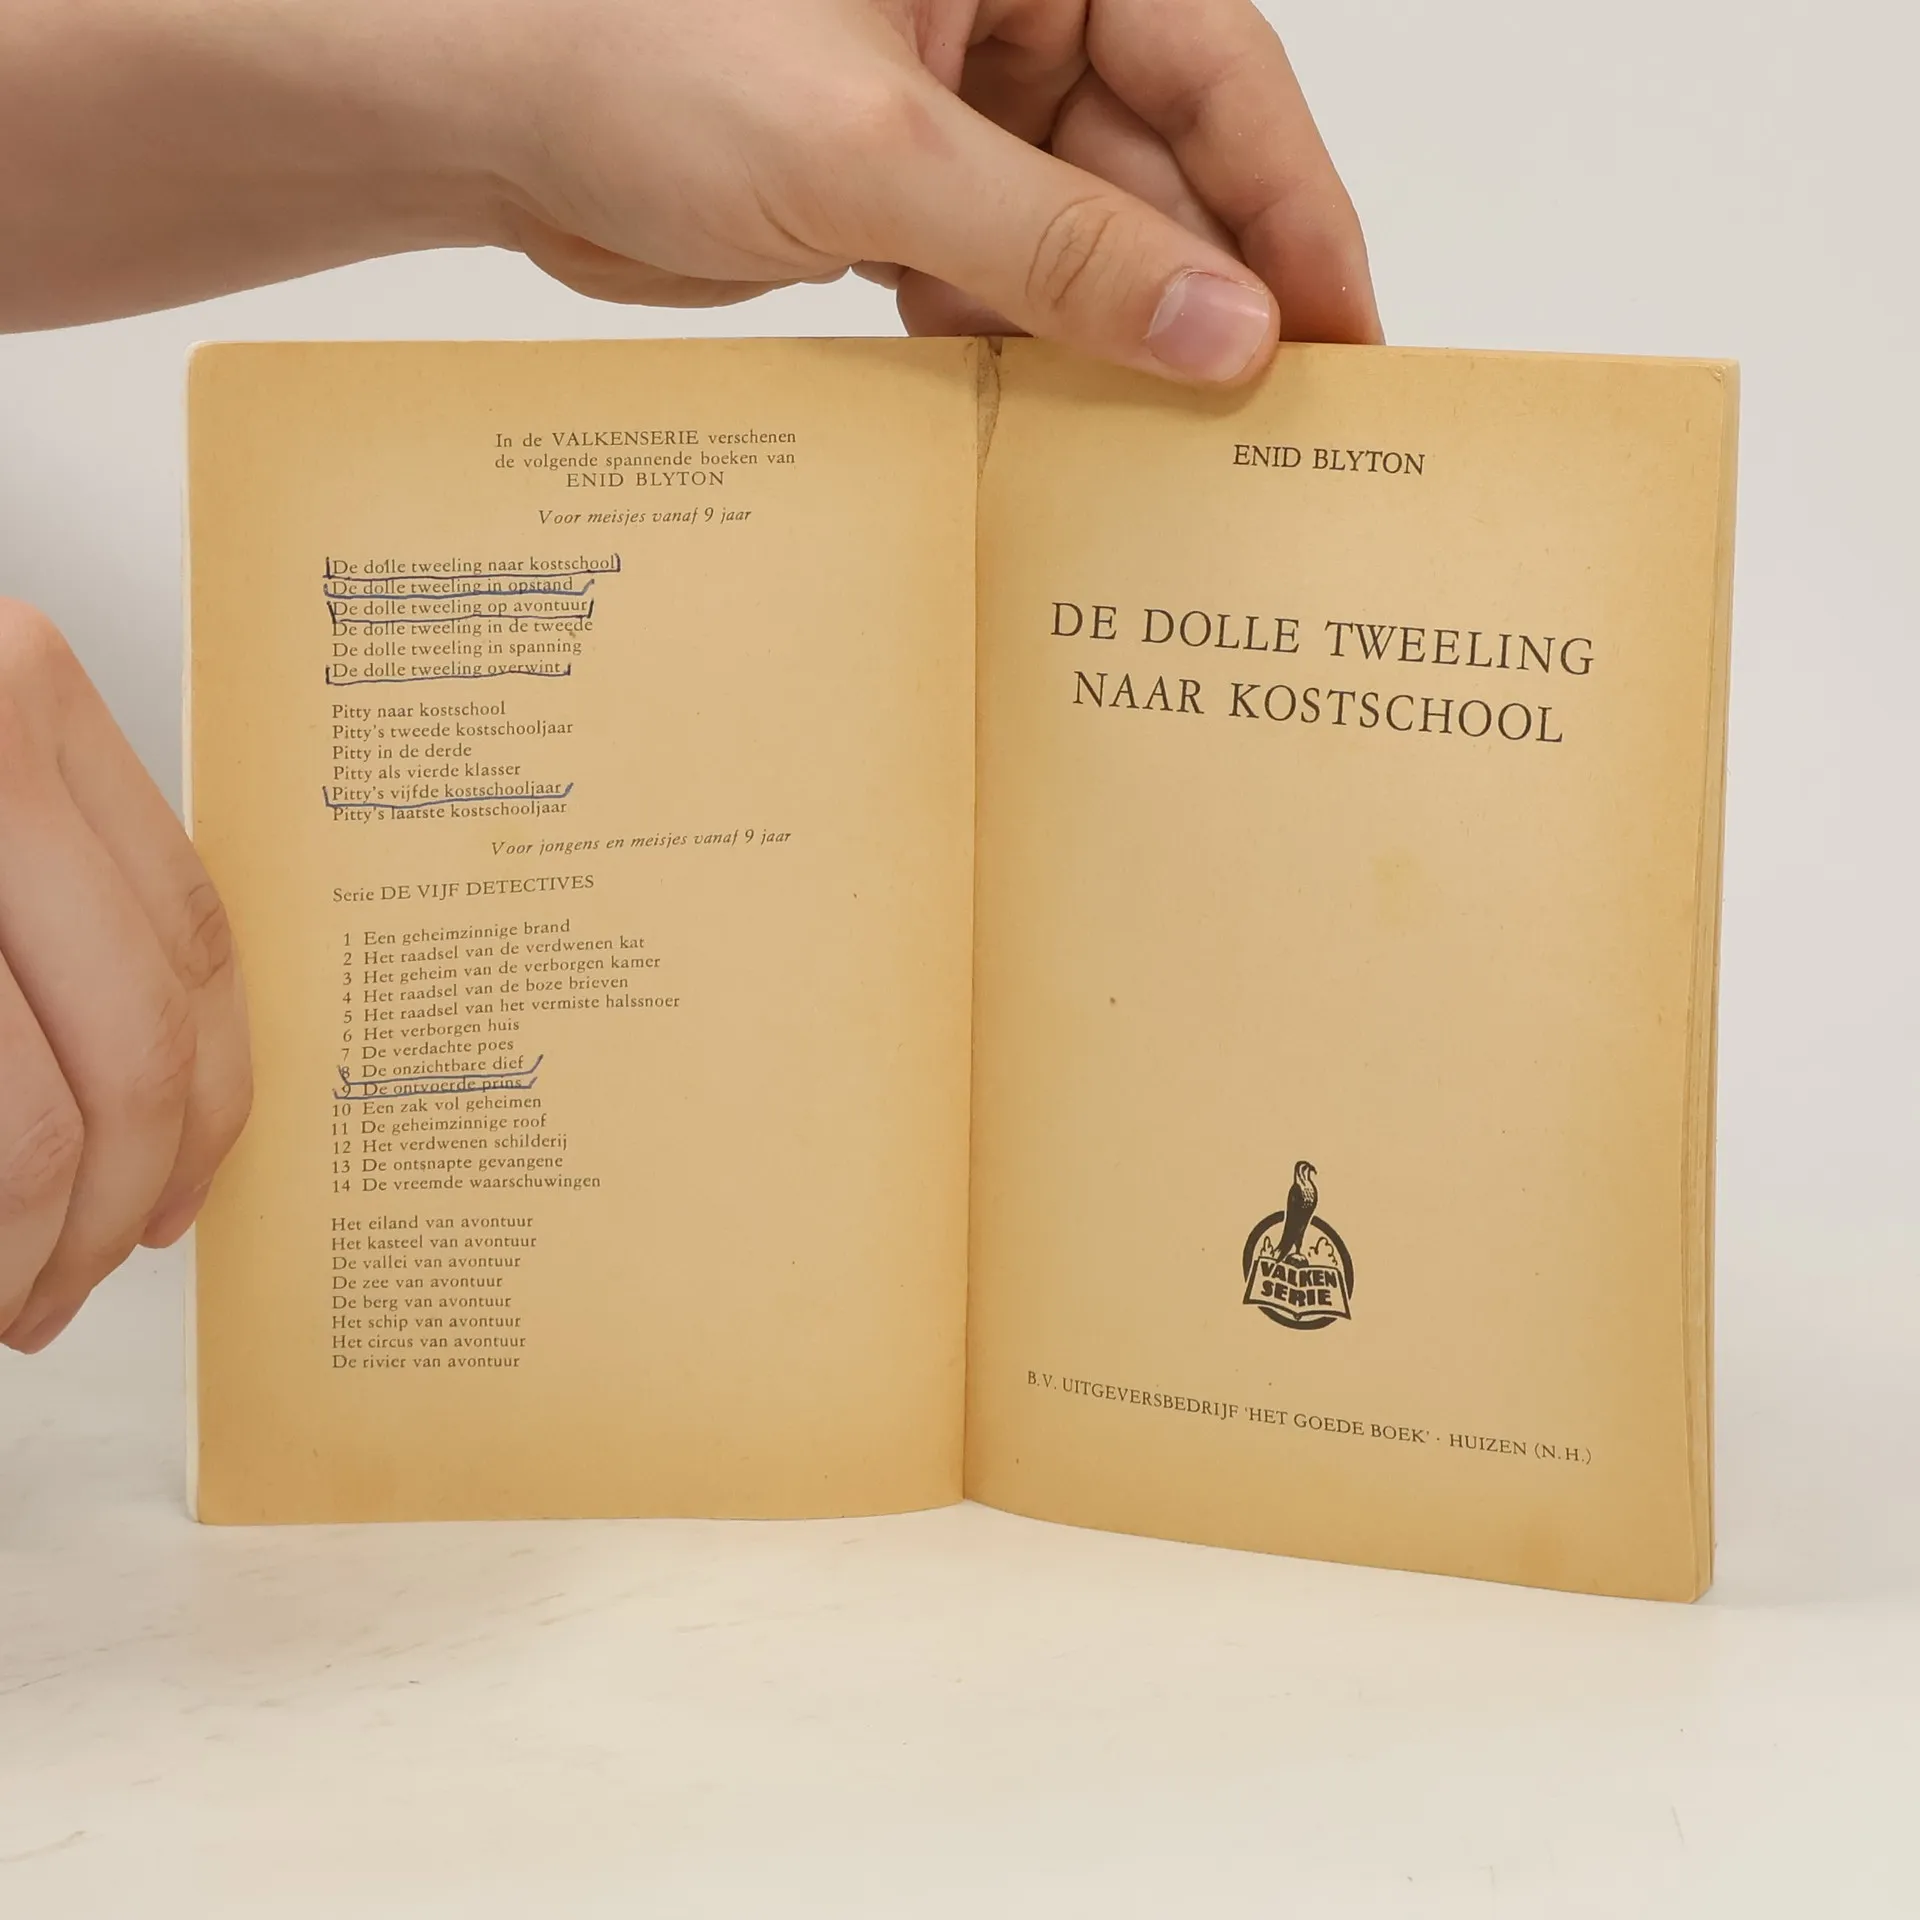 In de VALKENSERIE verschenen
de volgende spannende boeken van
ENID BLYTON
Voor meisjes vanaf 9 jaar
De dolle tweeling naar kostschool
De dolle tweeling in opstand
De dolle tweeling op avontuur
De dolle tweeling in de tweede
De dolle tweeling in spanning
De dolle tweeling overwint
Pitty naar kostschool
Pitty's tweede kostschooljaar
Pitty in de derde
Pitty als vierde klasser
Pitty's vijfde kostschooljaar
Pitty's laatste kostschooljaar
Voor jongens en meisjes vanaf 9 jaar
Serie DE VIJF DETECTIVES
1 Een geheimzinnige brand
2 Het raadsel van de verdwenen kat
3 Het geheim van de verborgen kamer
4 Het raadsel van de boze brieven
5 Het raadsel van het vermiste halssnoer
6 Het verborgen huis
7 De verdachte poes
8 De onzichtbare dief
9 De ontvoerde prins
10 Een zak vol geheimen
11 De geheimzinnige roof
12 Het verdwenen schilderij
13 De ontsnapte gevangene
14 De vreemde waarschuwingen
Het eiland van avontuur
Het kasteel van avontuur
De vallei van avontuur
De zee van avontuur
De berg van avontuur
Het schip van avontuur
Het circus van avontuur
De rivier van avontuur
ENID BLYTON
DE DOLLE TWEELING
NAAR KOSTSCHOOL
VALKEN
SERIE
B.V. UITGEVERSBEDRIJF 'HET GOEDE BOEK' · HUIZEN (N.H.)